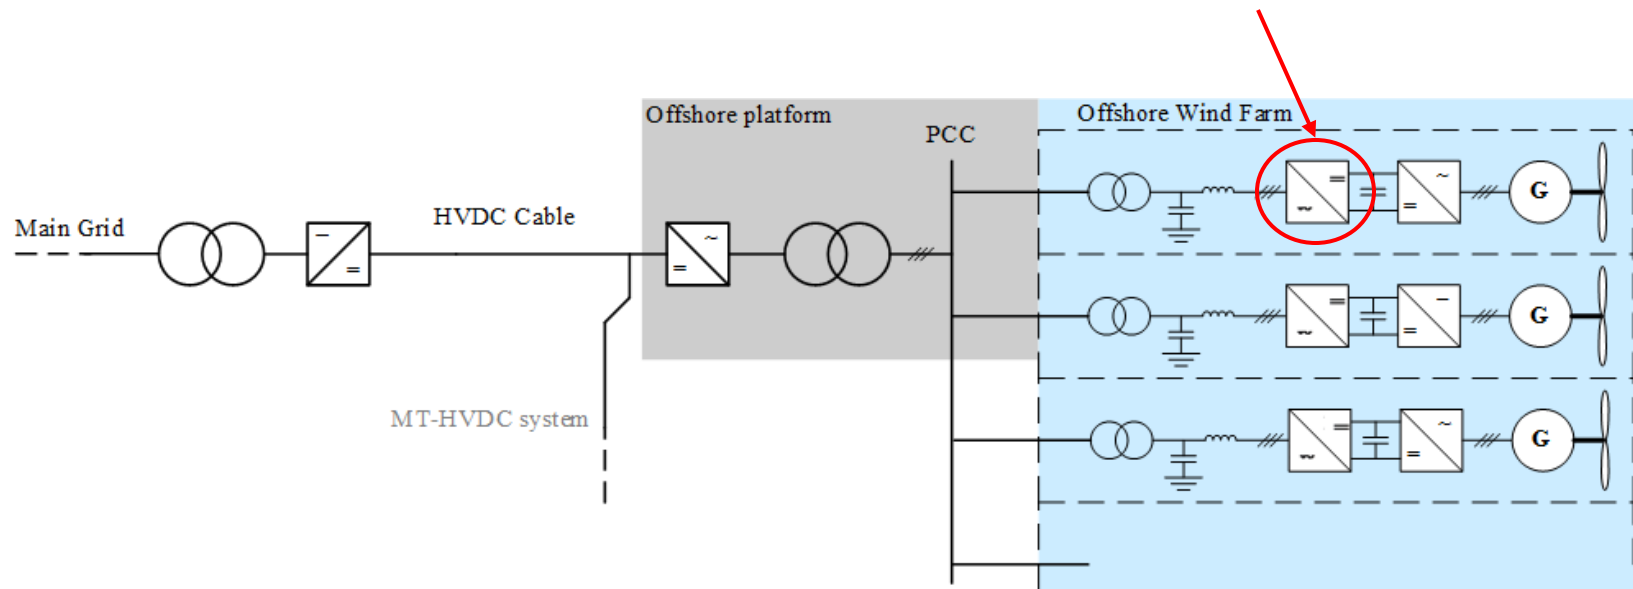 Offshore platform
Offshore Wind Farm
PCC
G
Main Grid
HVDC Cable
G
MT-HVDC system
G